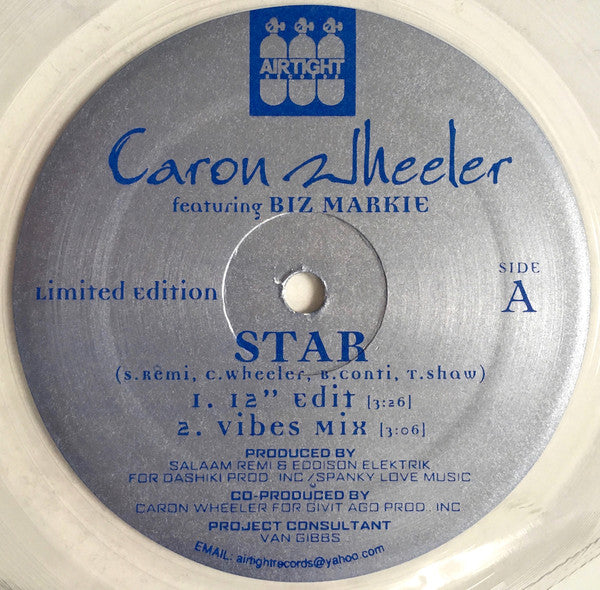 AIRTIGHT
RECORDS
Caron Wheeler
featuring BIZ MARKIE
Limited Edition
SIDE
A
STAR
(S.Rémi, C.Wheeler, B.Conti, T.Shaw)
1. 12” Edit [3:26]
2. Vibes Mix [3:06]
PRODUCED BY
SALAAM REMI & EDDISON ELEKTRIK
FOR DASHIKI PROD. INC./SPANKY LOVE MUSIC
CO-PRODUCED BY
CARON WHEELER FOR GIVIT AGO PROD. INC
PROJECT CONSULTANT
VAN GIBBS
EMAIL: airtightrecords@yahoo.com